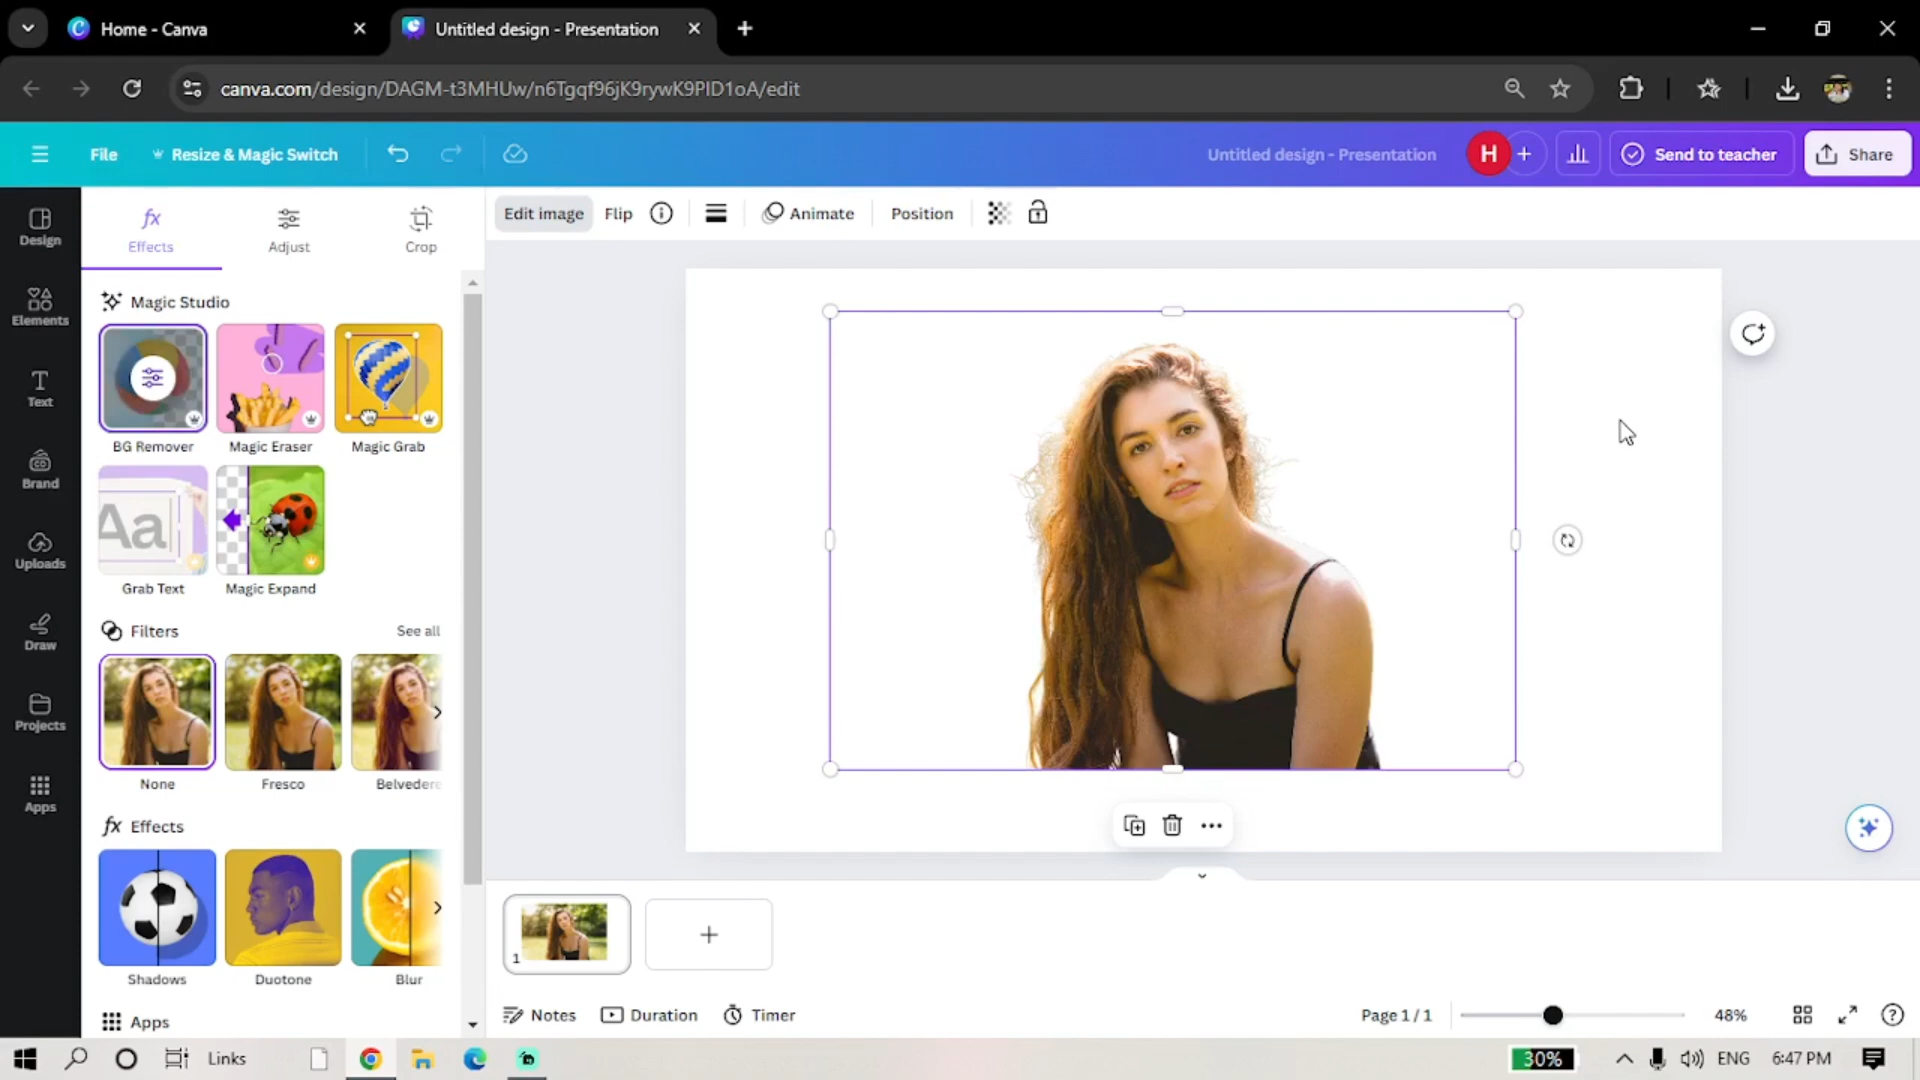 Home - Canva
Untitled design - Presentation
canva.com/design/DAGM-t3MHUw/n6Tgqf96jK9rywK9PlD1oA/edit
File
Resize & Magic Switch
Untitled design - Presentation
H
Send to teacher
Share
Design
Elements
Text
Brand
Uploads
Draw
Projects
Apps
Effects
Adjust
Crop
Edit image
Flip
Animate
Position
Magic Studio
BG Remover
Magic Eraser
Magic Grab
Aa
Grab Text
Magic Expand
Filters
See all
None
Fresco
Belvedere
fx Effects
Shadows
Duotone
Blur
Apps
1
Notes
Duration
Timer
Page 1 / 1
48%
Links
30%
ENG
6:47 PM